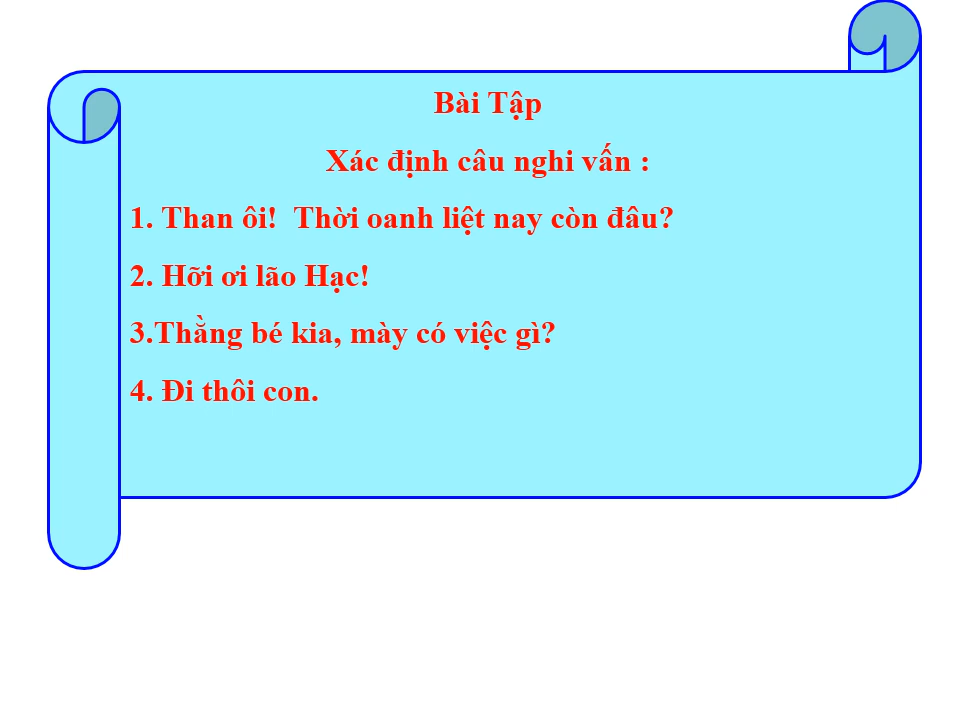 Bài Tập
Xác định câu nghi vấn :
1. Than ôi!  Thời oanh liệt nay còn đâu?
2. Hỡi ơi lão Hạc!
3.Thằng bé kia, mày có việc gì?
4. Đi thôi con.